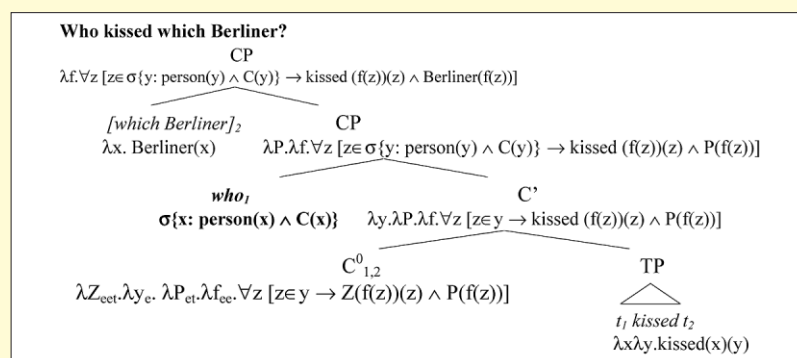 Who kissed which Berliner?
CP
λf.∀z [z∈σ{y: person(y) ∧ C(y)} → kissed (f(z))(z) ∧ Berliner(f(z))]
[which Berliner]₂ CP
λx. Berliner(x) λP.λf.∀z [z∈σ{y: person(y) ∧ C(y)} → kissed (f(z))(z) ∧ P(f(z))]
who₁ C’
σ{x: person(x) ∧ C(x)} λy.λP.λf.∀z [z∈y → kissed (f(z))(z) ∧ P(f(z))]
C⁰₁,₂ TP
λZₑₑₜ.λyₑ. λPₑₜ.λfₑₑ.∀z [z∈y → Z(f(z))(z) ∧ P(f(z))]
t₁ kissed t₂
λxλy.kissed(x)(y)